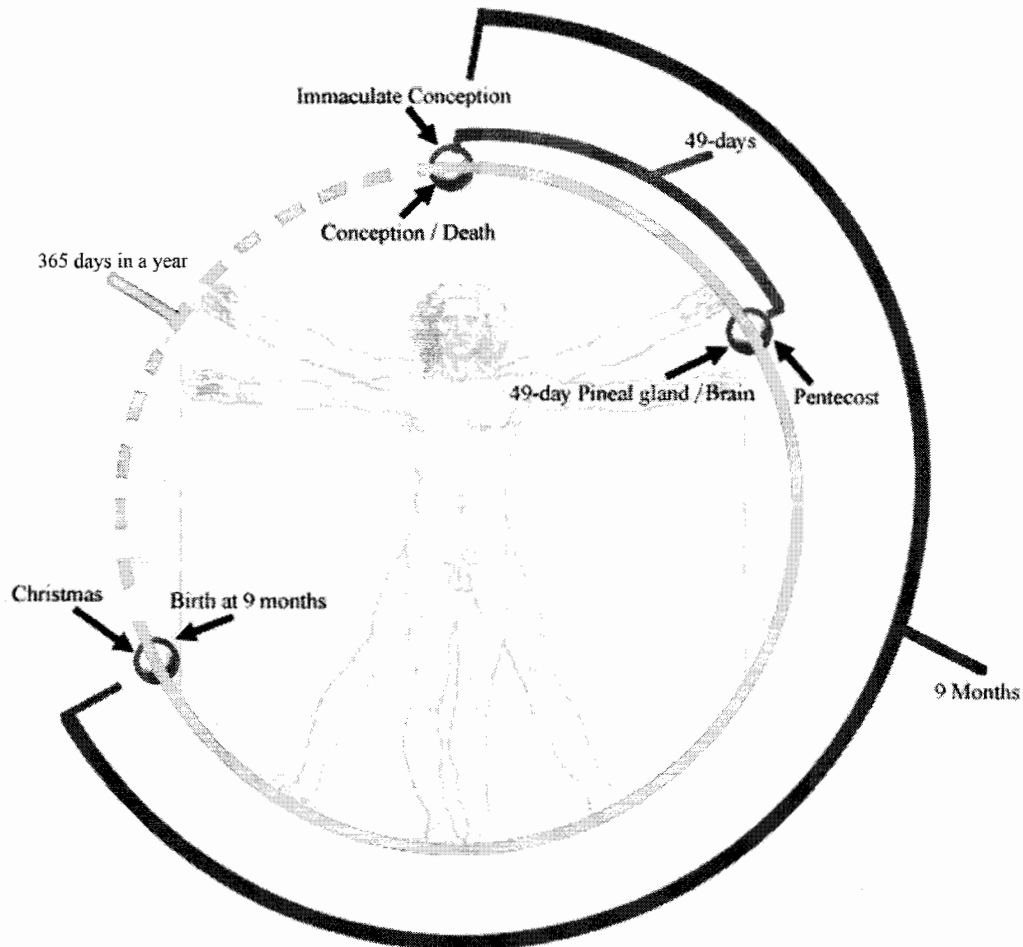 Immaculate Conception
49-days
Conception / Death
365 days in a year
49-day Pineal gland / Brain
Pentecost
Christmas
Birth at 9 months
9 Months